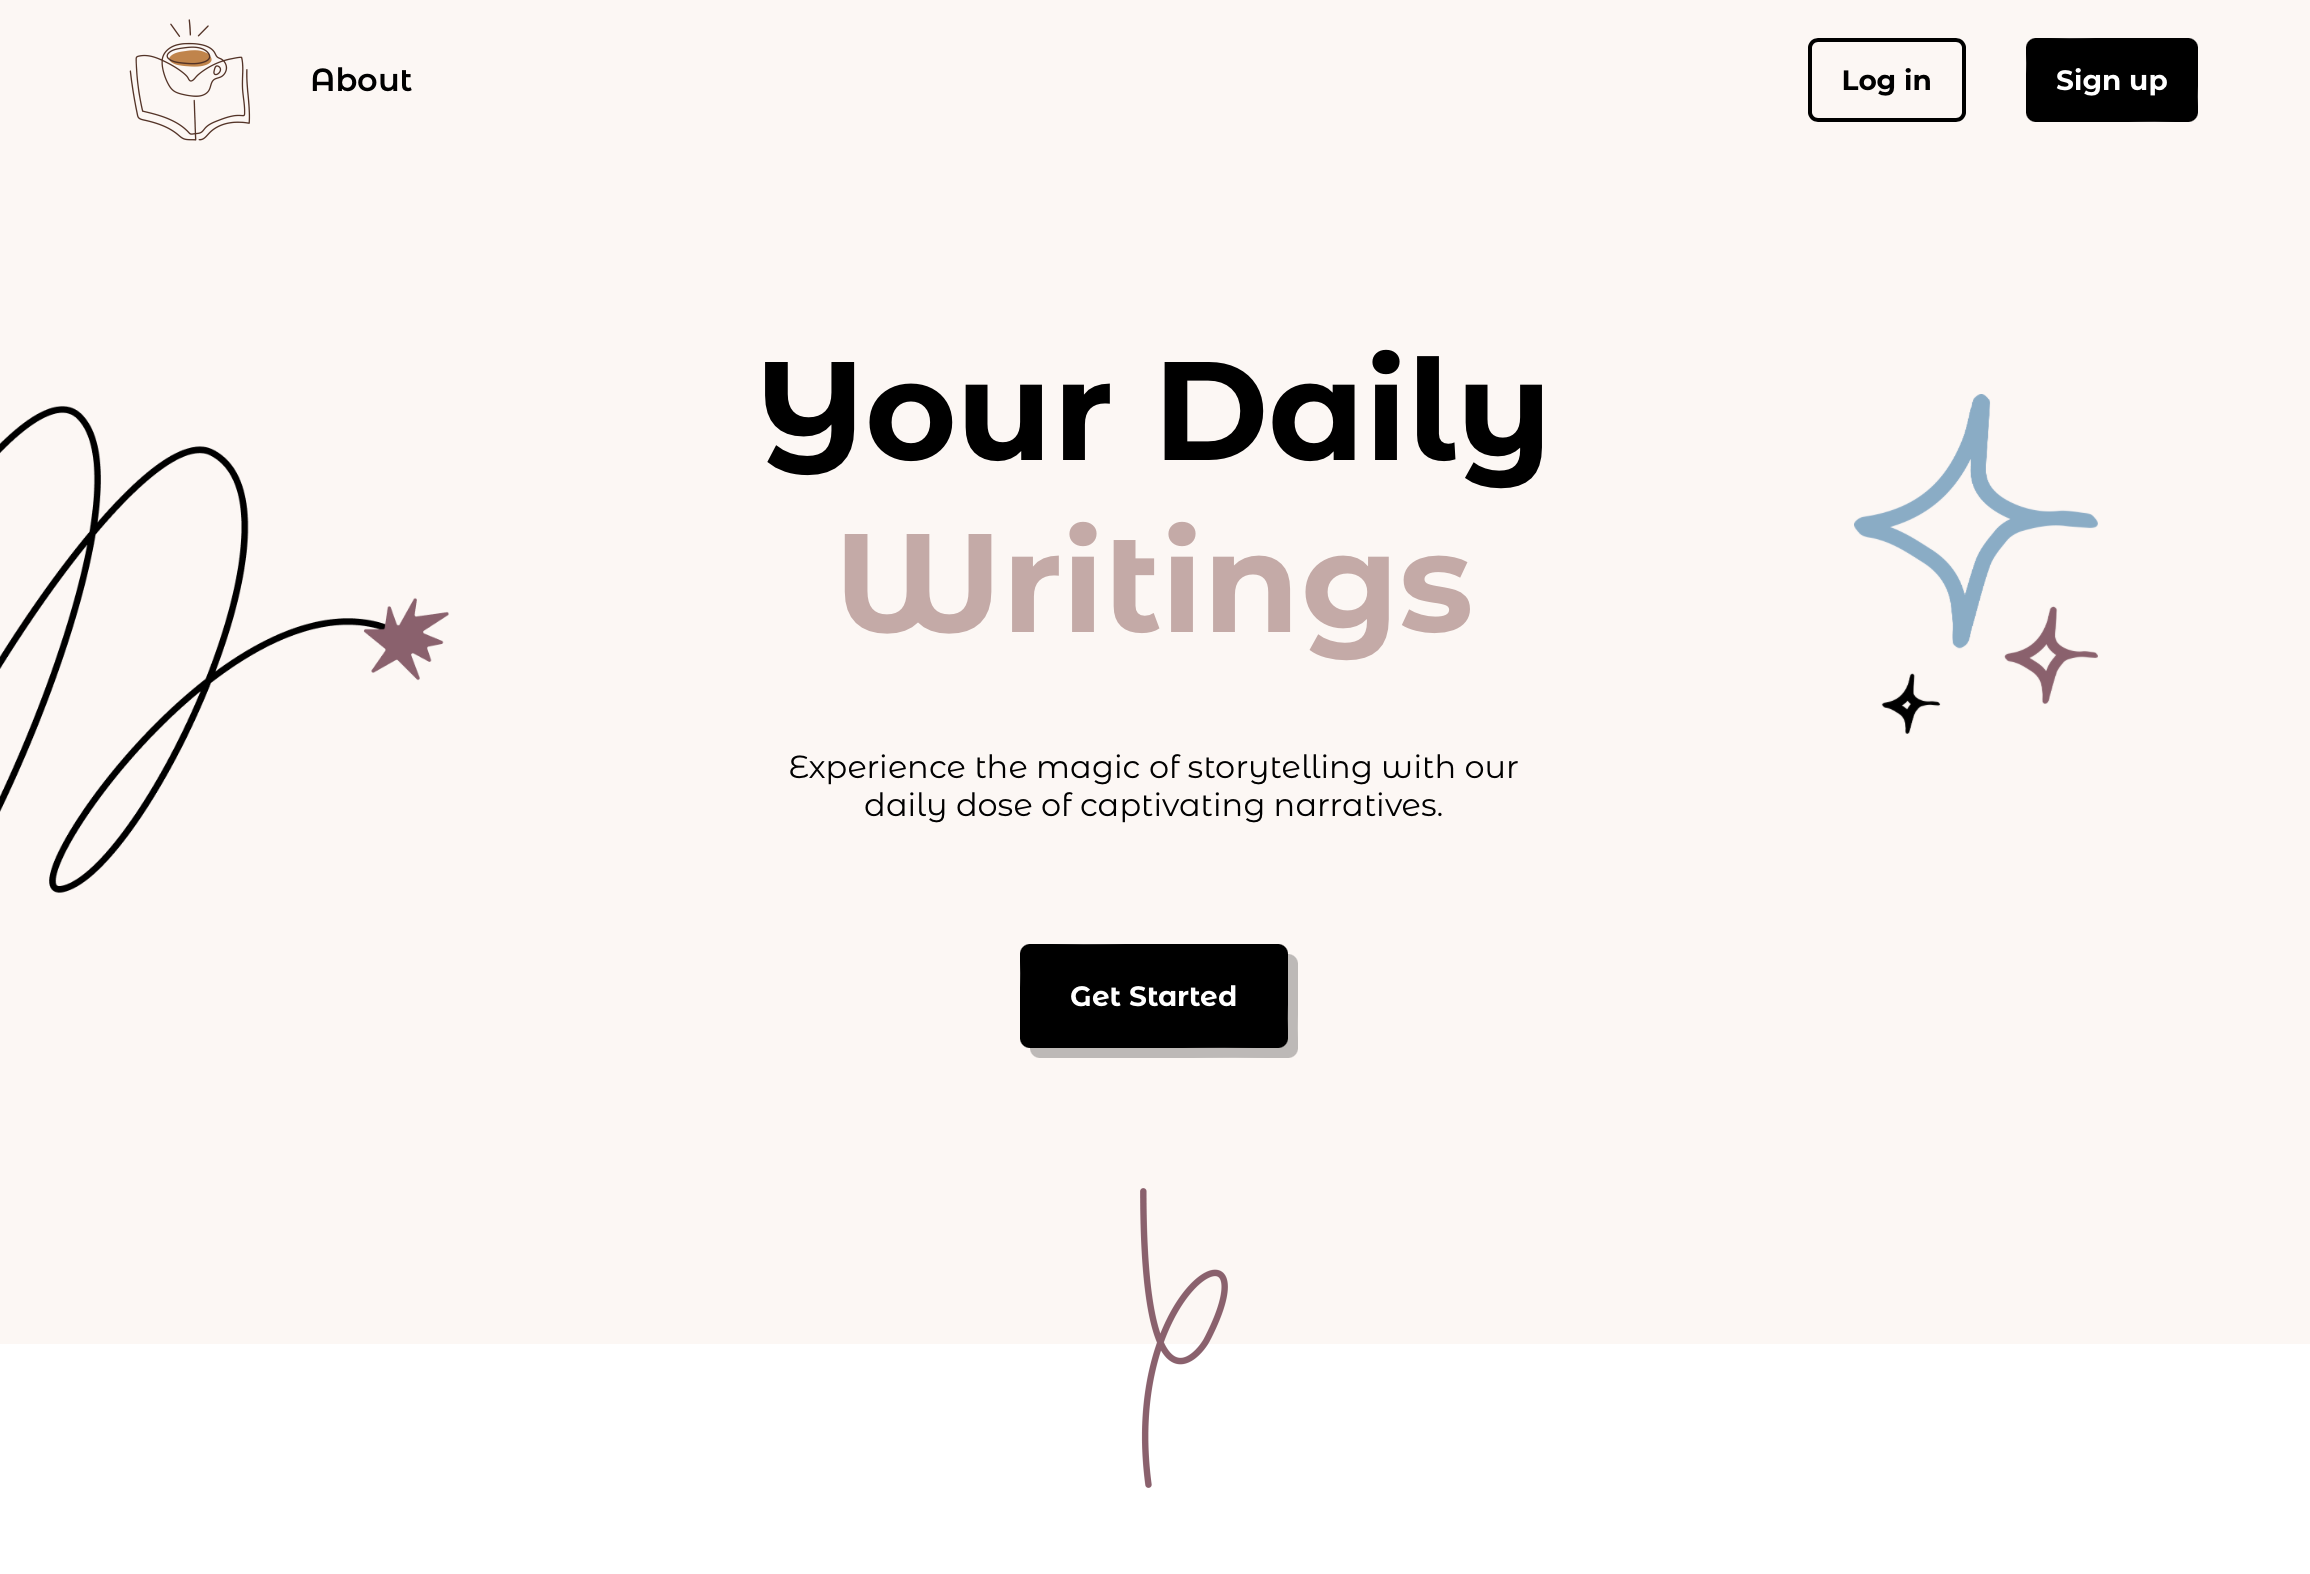 About
Log in
Sign up
Your Daily
Writings
Experience the magic of storytelling with our
daily dose of captivating narratives.
Get Started